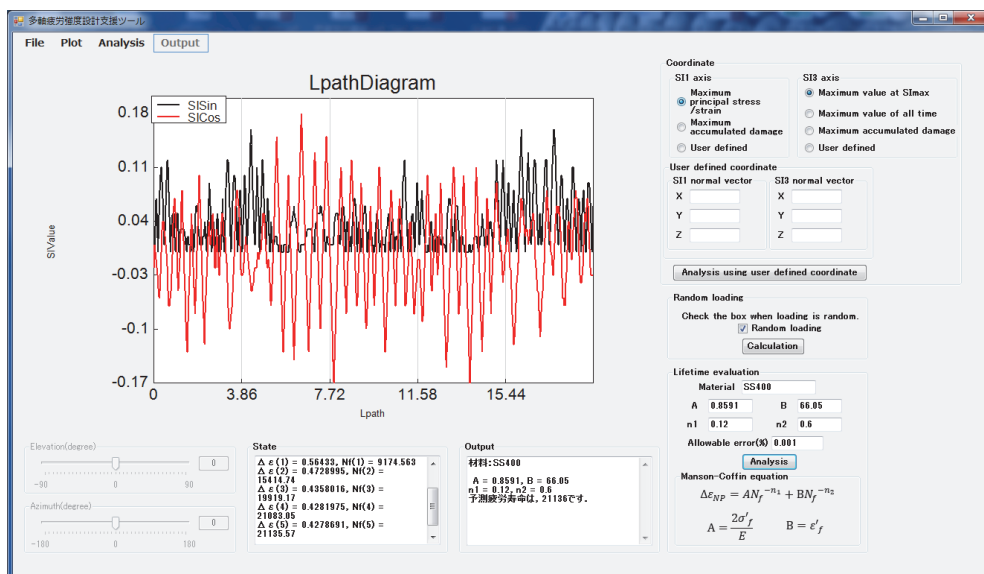 多軸疲労強度設計支援ツール
File Plot Analysis Output
LpathDiagram
SISin
SICos
0.18
0.11
0.04
-0.03
-0.1
-0.17
SIValue
0 3.86 7.72 11.58 15.44
Lpath
Coordinate
SI1 axis
Maximum
principal stress
/strain
Maximum
accumulated damage
User defined
SI3 axis
Maximum value at SImax
Maximum value of all time
Maximum accumulated damage
User defined
User defined coordinate
SI1 normal vector
X
Y
Z
SI3 normal vector
X
Y
Z
Analysis using user defined coordinate
Random loading
Check the box when loading is random.
Random loading
Calculation
Lifetime evaluation
Material SS400
A 0.8591 B 66.05
n1 0.12 n2 0.6
Allowable error(%) 0.001
Analysis
Manson-Coffin equation
Δε_NP = AN_f^{-n_1} + BN_f^{-n_2}
A = 2σ'_f / E B = ε'_f
Elevation(degree)
0
-90 0 90
Azimuth(degree)
0
-180 0 180
State
Δ ε(1) = 0.56433, Nf(1) = 9174.563
Δ ε(2) = 0.4728995, Nf(2) =
15414.74
Δ ε(3) = 0.4358016, Nf(3) =
19919.17
Δ ε(4) = 0.4281975, Nf(4) =
21083.05
Δ ε(5) = 0.4278691, Nf(5) =
21135.57
Output
材料:SS400
A = 0.8591, B = 66.05
n1 = 0.12, n2 = 0.6
予測疲労寿命は, 21136です.